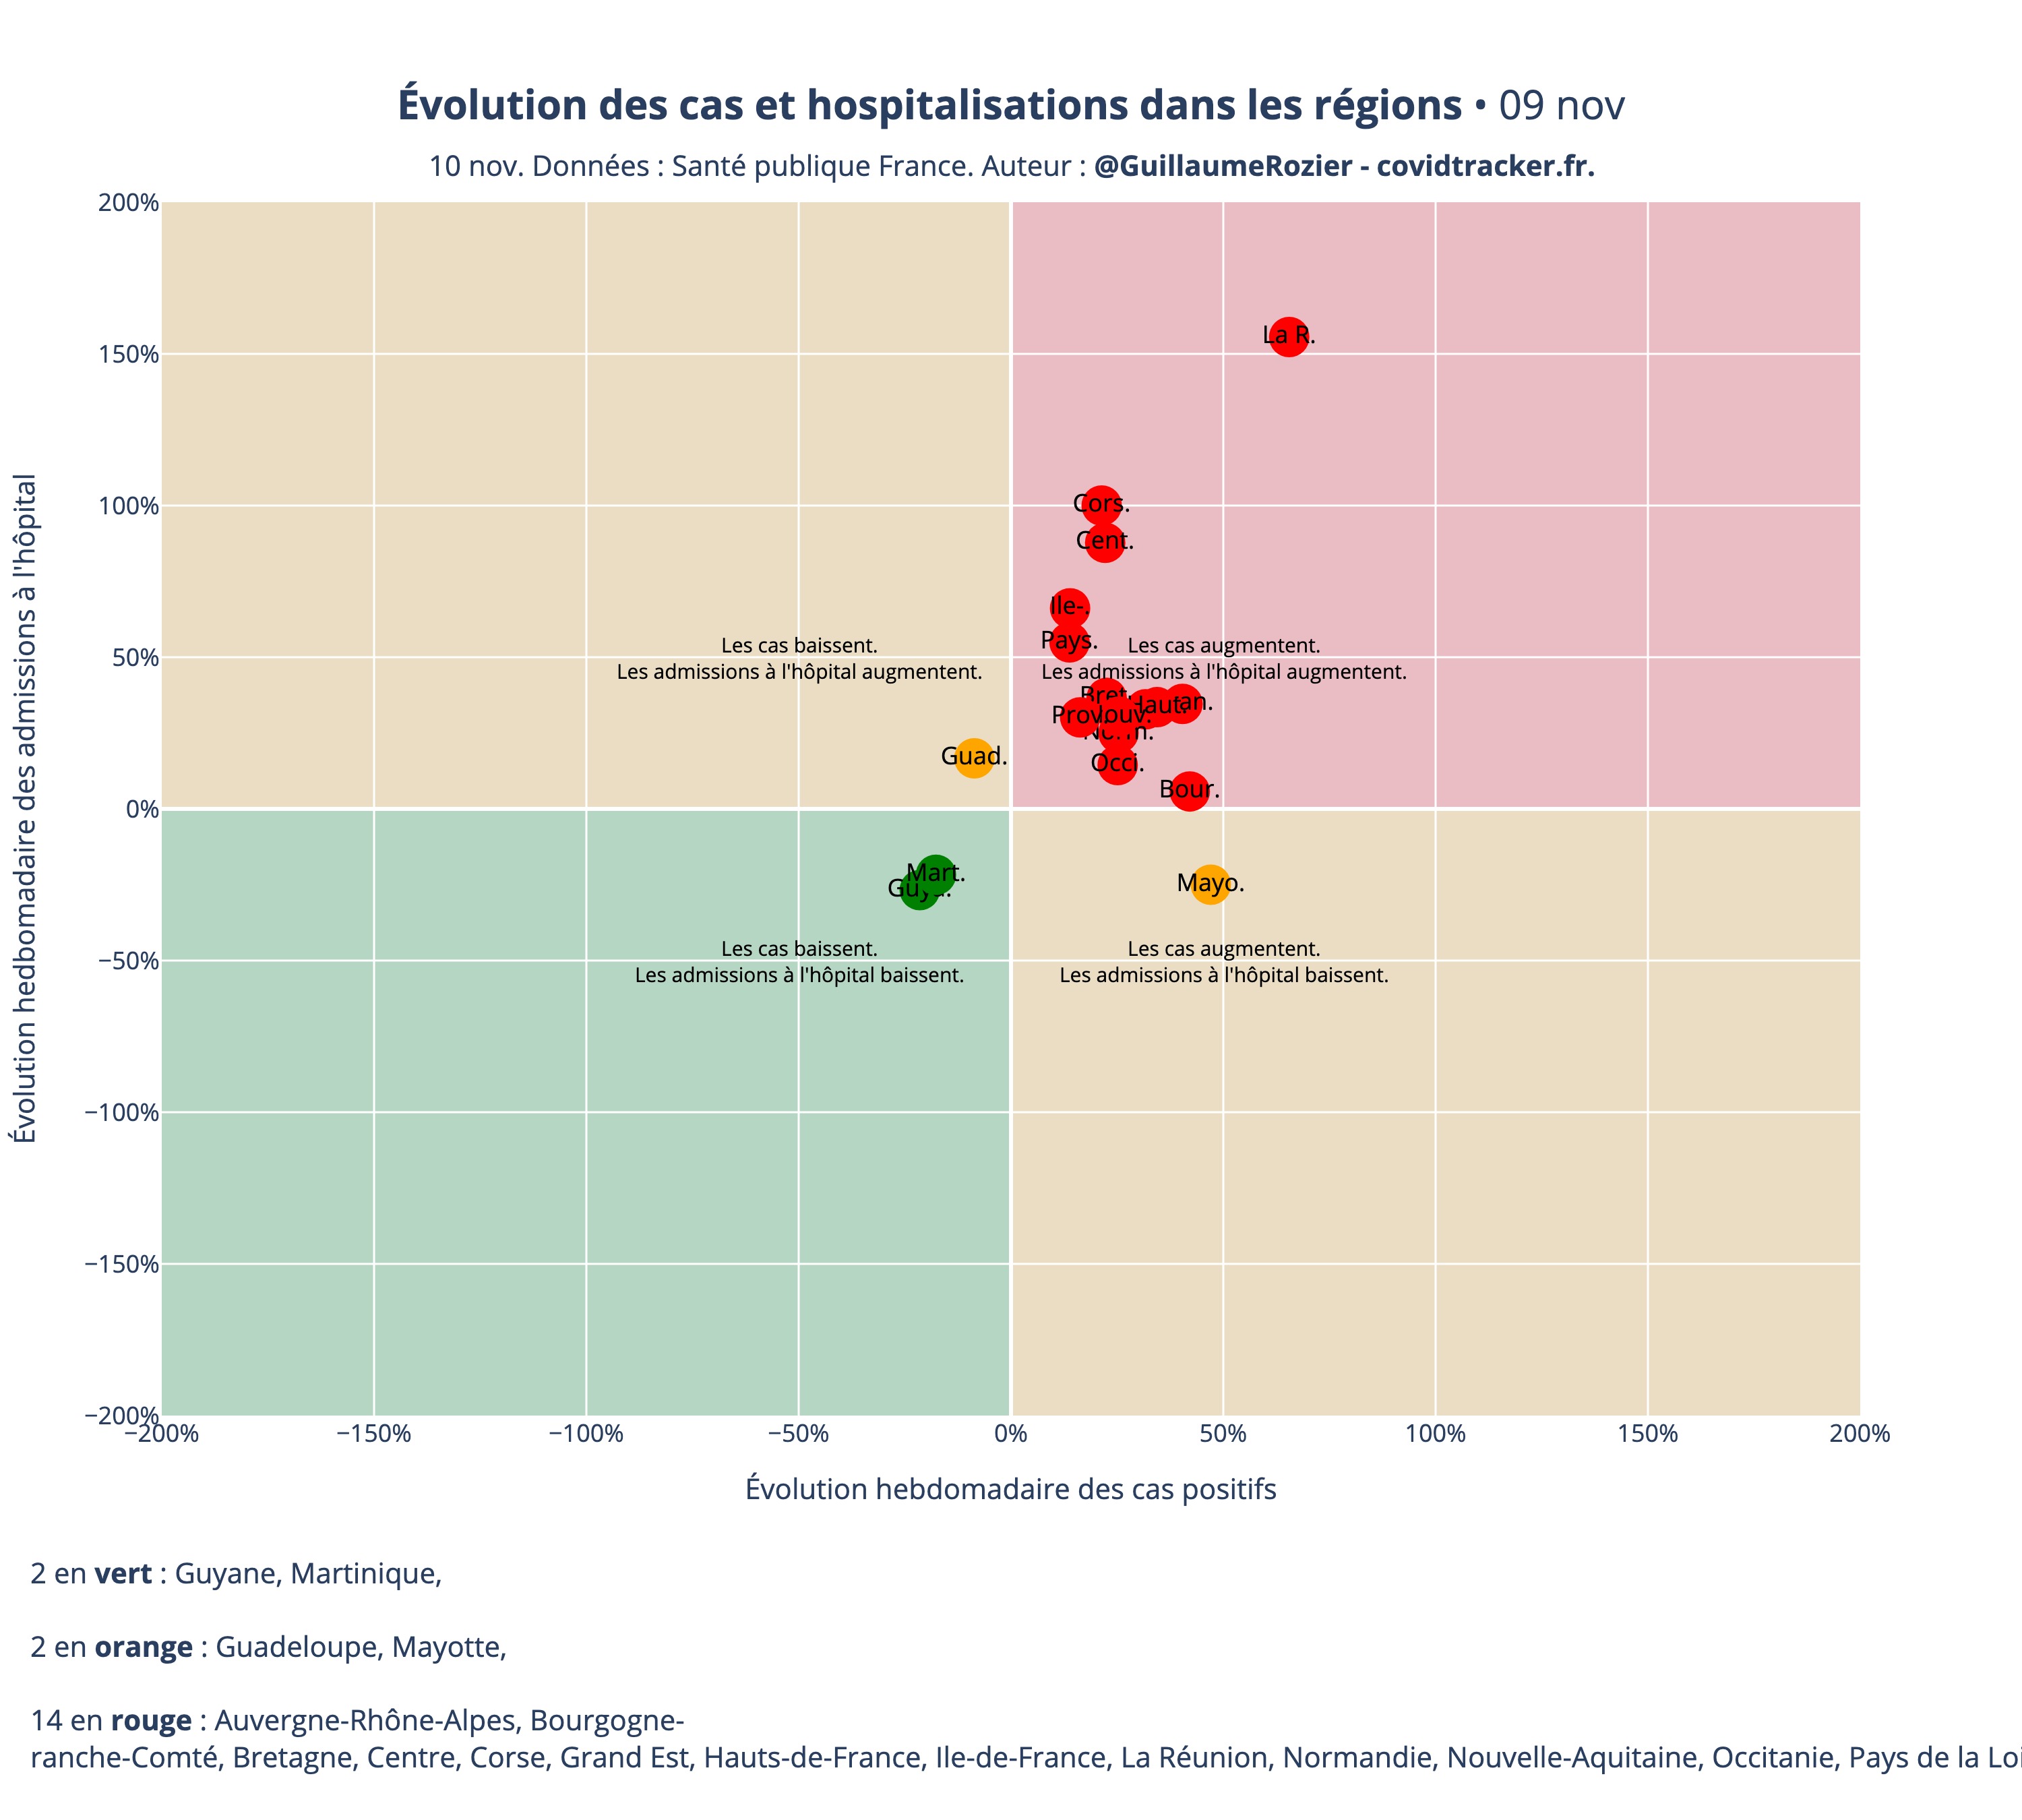 Évolution des cas et hospitalisations dans les régions • 09 nov
10 nov. Données : Santé publique France. Auteur : @GuillaumeRozier - covidtracker.fr.
Évolution hedbomadaire des admissions à l'hôpital
200%
150%
100%
50%
0%
−50%
−100%
−150%
−200%
La R.
Cors.
Cent.
Ile-.
Pays.
Les cas baissent.
Les admissions à l'hôpital augmentent.
Les cas augmentent.
Les admissions à l'hôpital augmentent.
Bret.
Prov.
Occi.
Bour.
Guad.
Mart.
Mayo.
Les cas baissent.
Les admissions à l'hôpital baissent.
Les cas augmentent.
Les admissions à l'hôpital baissent.
−200%
−150%
−100%
−50%
0%
50%
100%
150%
200%
Évolution hebdomadaire des cas positifs
2 en vert : Guyane, Martinique,
2 en orange : Guadeloupe, Mayotte,
14 en rouge : Auvergne-Rhône-Alpes, Bourgogne-
ranche-Comté, Bretagne, Centre, Corse, Grand Est, Hauts-de-France, Ile-de-France, La Réunion, Normandie, Nouvelle-Aquitaine, Occitanie, Pays de la Loi